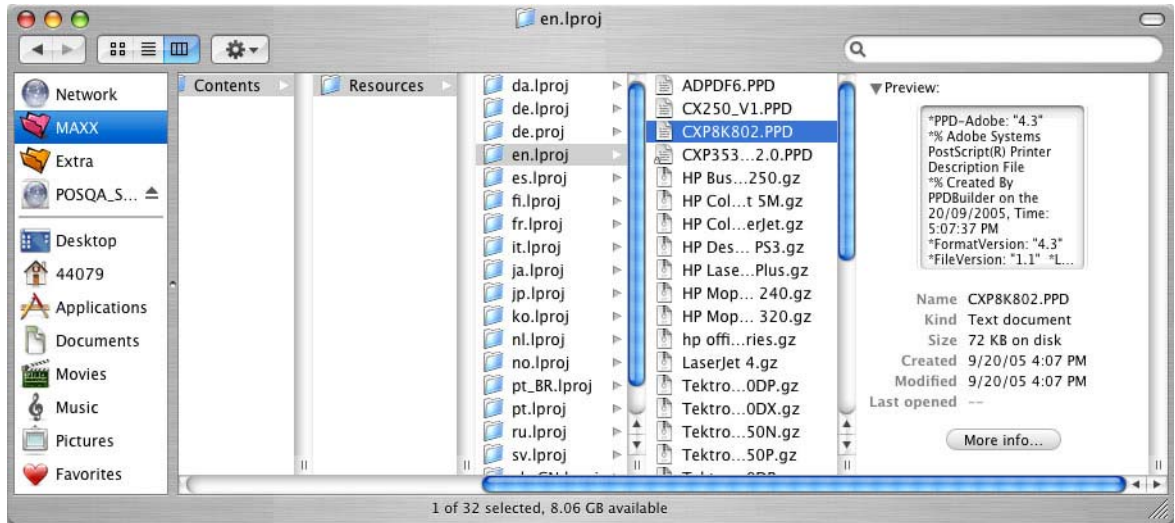 en.lproj
Network
MAXX
Extra
POSQA_S...
Desktop
44079
Applications
Documents
Movies
Music
Pictures
Favorites
Contents
Resources
da.lproj
de.lproj
de.proj
en.lproj
es.lproj
fi.lproj
fr.lproj
it.lproj
ja.lproj
jp.lproj
ko.lproj
nl.lproj
no.lproj
pt_BR.lproj
pt.lproj
ru.lproj
sv.lproj
ADPDF6.PPD
CX250_V1.PPD
CXP8K802.PPD
CXP353...2.0.PPD
HP Bus...250.gz
HP Col...t 5M.gz
HP Col...erJet.gz
HP Des... PS3.gz
HP Lase...Plus.gz
HP Mop... 240.gz
HP Mop... 320.gz
hp offi...ries.gz
LaserJet 4.gz
Tektro...0DP.gz
Tektro...0DX.gz
Tektro...50N.gz
Tektro...50P.gz
Preview:
*PPD-Adobe: "4.3"
*% Adobe Systems
PostScript(R) Printer
Description File
*% Created By
PPDBuilder on the
20/09/2005, Time:
5:07:37 PM
*FormatVersion: "4.3"
*FileVersion: "1.1" *L...
Name CXP8K802.PPD
Kind Text document
Size 72 KB on disk
Created 9/20/05 4:07 PM
Modified 9/20/05 4:07 PM
Last opened --
More info...
1 of 32 selected, 8.06 GB available